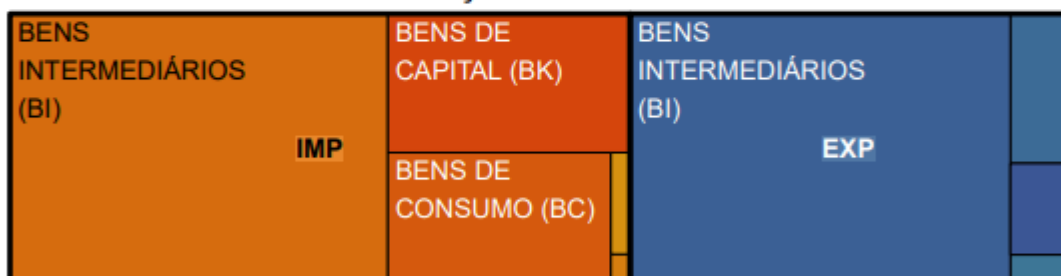 BENS
INTERMEDIÁRIOS
(BI)
IMP
BENS DE
CAPITAL (BK)
BENS DE
CONSUMO (BC)
BENS
INTERMEDIÁRIOS
(BI)
EXP